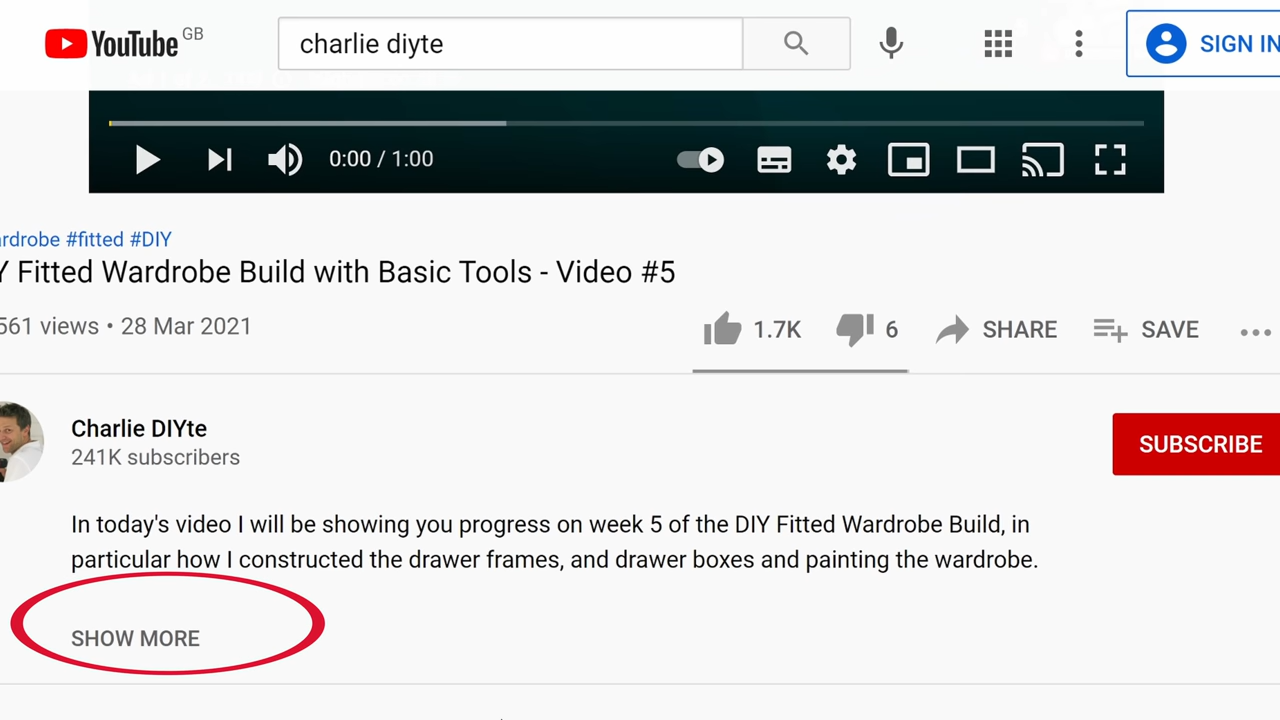 YouTube GB
charlie diyte
SIGN IN
0:00 / 1:00
#fitted #DIY
Fitted Wardrobe Build with Basic Tools - Video #5
561 views • 28 Mar 2021
1.7K
6
SHARE
SAVE
Charlie DIYte
241K subscribers
SUBSCRIBE
In today's video I will be showing you progress on week 5 of the DIY Fitted Wardrobe Build, in
particular how I constructed the drawer frames, and drawer boxes and painting the wardrobe.
SHOW MORE